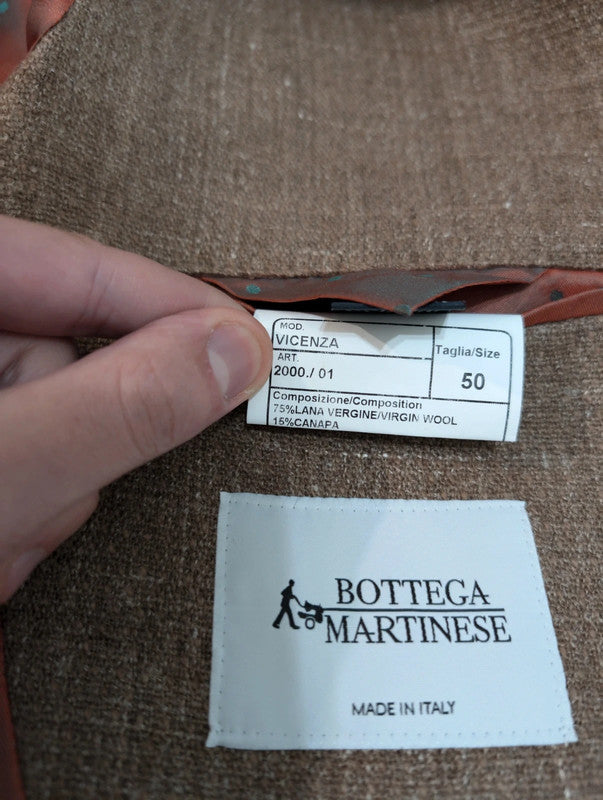 MOD.
VICENZA
ART.
2000./ 01
Taglia/Size
50
Composizione/Composition
75%LANA VERGINE/VIRGIN WOOL
15%CANAPA
BOTTEGA
MARTINESE
MADE IN ITALY